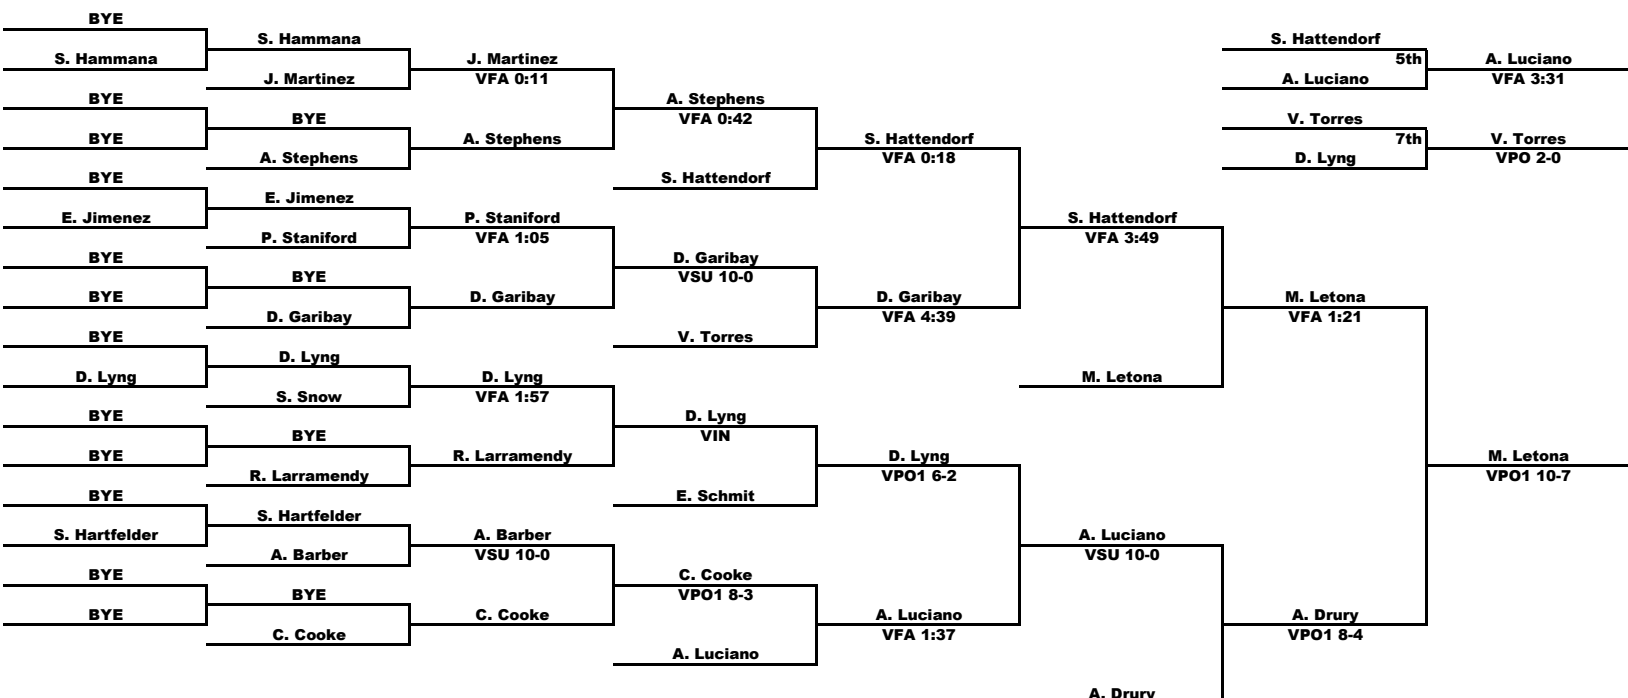 BYE
S. Hammana
BYE
BYE
BYE
E. Jimenez
BYE
BYE
BYE
D. Lyng
BYE
BYE
BYE
S. Hartfelder
BYE
BYE
S. Hammana
J. Martinez
BYE
A. Stephens
E. Jimenez
P. Staniford
BYE
D. Garibay
D. Lyng
S. Snow
BYE
R. Larramendy
S. Hartfelder
A. Barber
BYE
C. Cooke
J. Martinez
VFA 0:11
A. Stephens
P. Staniford
VFA 1:05
D. Garibay
D. Lyng
VFA 1:57
R. Larramendy
A. Barber
VSU 10-0
C. Cooke
A. Stephens
VFA 0:42
S. Hattendorf
D. Garibay
VSU 10-0
V. Torres
D. Lyng
VIN
E. Schmit
C. Cooke
VPO1 8-3
A. Luciano
S. Hattendorf
VFA 0:18
D. Garibay
VFA 4:39
D. Lyng
VPO1 6-2
A. Luciano
VFA 1:37
S. Hattendorf
VFA 3:49
M. Letona
A. Luciano
VSU 10-0
A. Drury
S. Hattendorf
5th
A. Luciano
V. Torres
7th
D. Lyng
M. Letona
VFA 1:21
A. Drury
VPO1 8-4
A. Luciano
VFA 3:31
V. Torres
VPO 2-0
M. Letona
VPO1 10-7